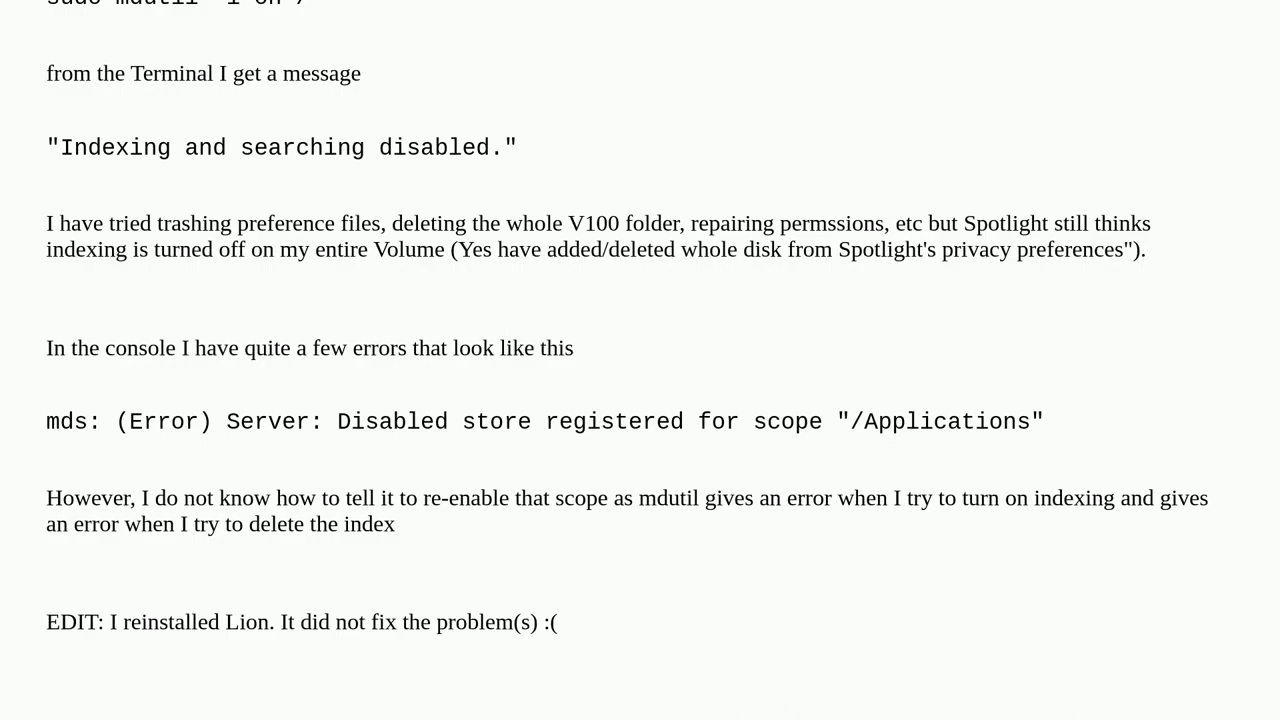 sudo mdutil -i on /
from the Terminal I get a message
"Indexing and searching disabled."
I have tried trashing preference files, deleting the whole V100 folder, repairing permssions, etc but Spotlight still thinks
indexing is turned off on my entire Volume (Yes have added/deleted whole disk from Spotlight's privacy preferences").
In the console I have quite a few errors that look like this
mds: (Error) Server: Disabled store registered for scope "/Applications"
However, I do not know how to tell it to re-enable that scope as mdutil gives an error when I try to turn on indexing and gives
an error when I try to delete the index
EDIT: I reinstalled Lion. It did not fix the problem(s) :(